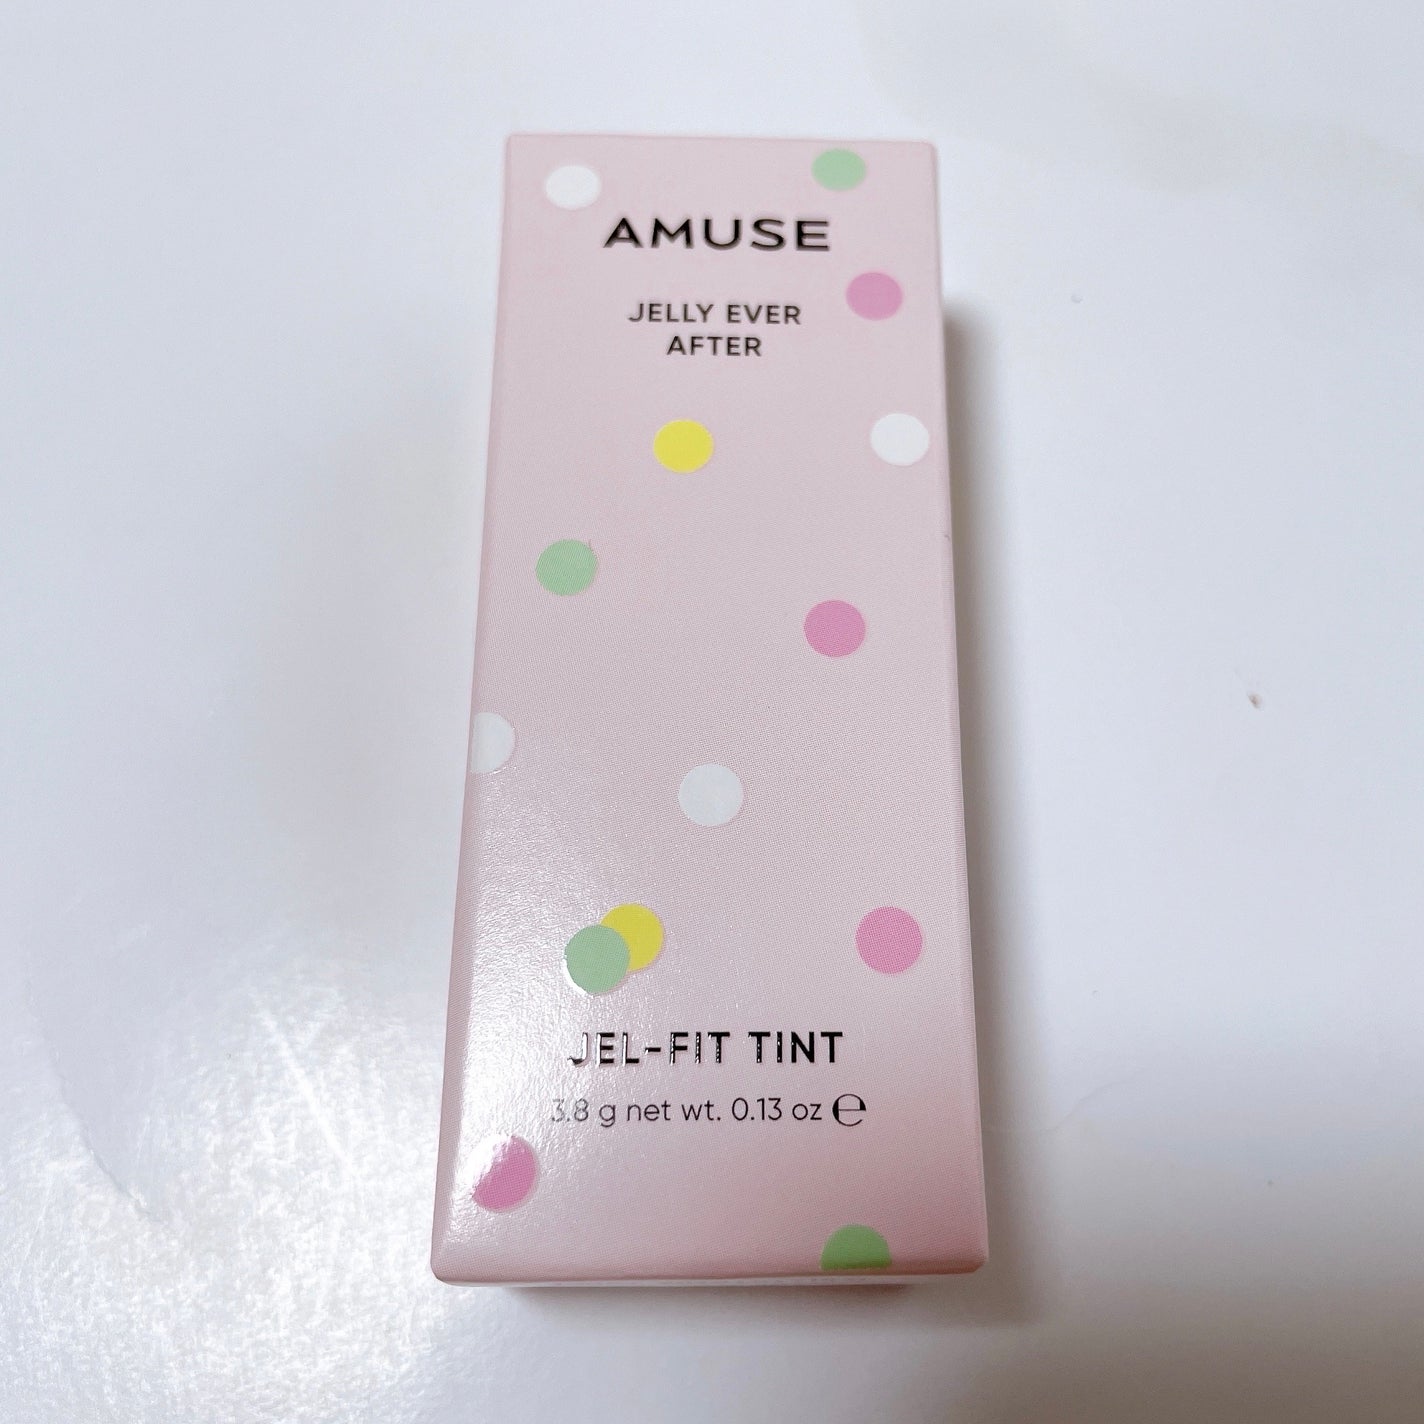 AMUSE
JELLY EVER
AFTER
JEL-FIT TINT
3.8 g net wt. 0.13 oz ℮